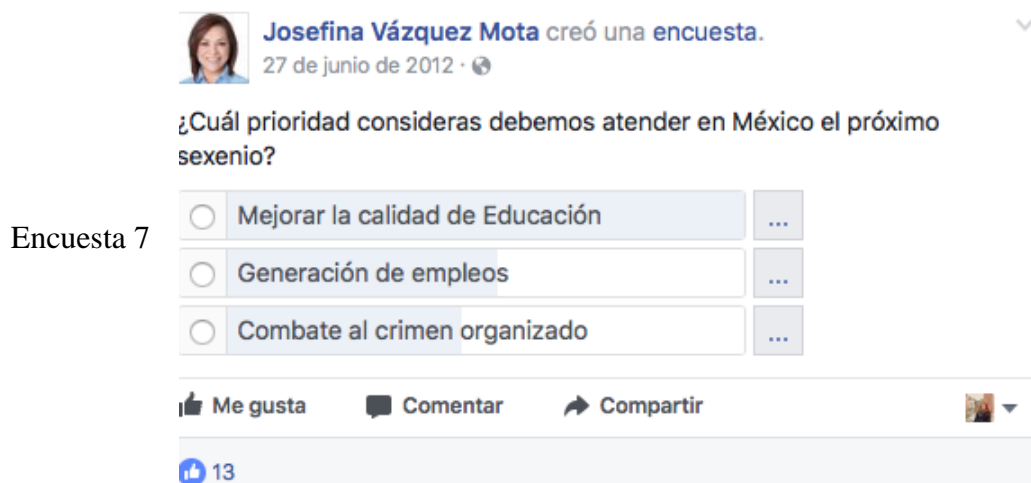 Josefina Vázquez Mota creó una encuesta.
27 de junio de 2012 ·
¿Cuál prioridad consideras debemos atender en México el próximo
sexenio?
Encuesta 7
Mejorar la calidad de Educación
...
Generación de empleos
...
Combate al crimen organizado
...
Me gusta Comentar Compartir
13